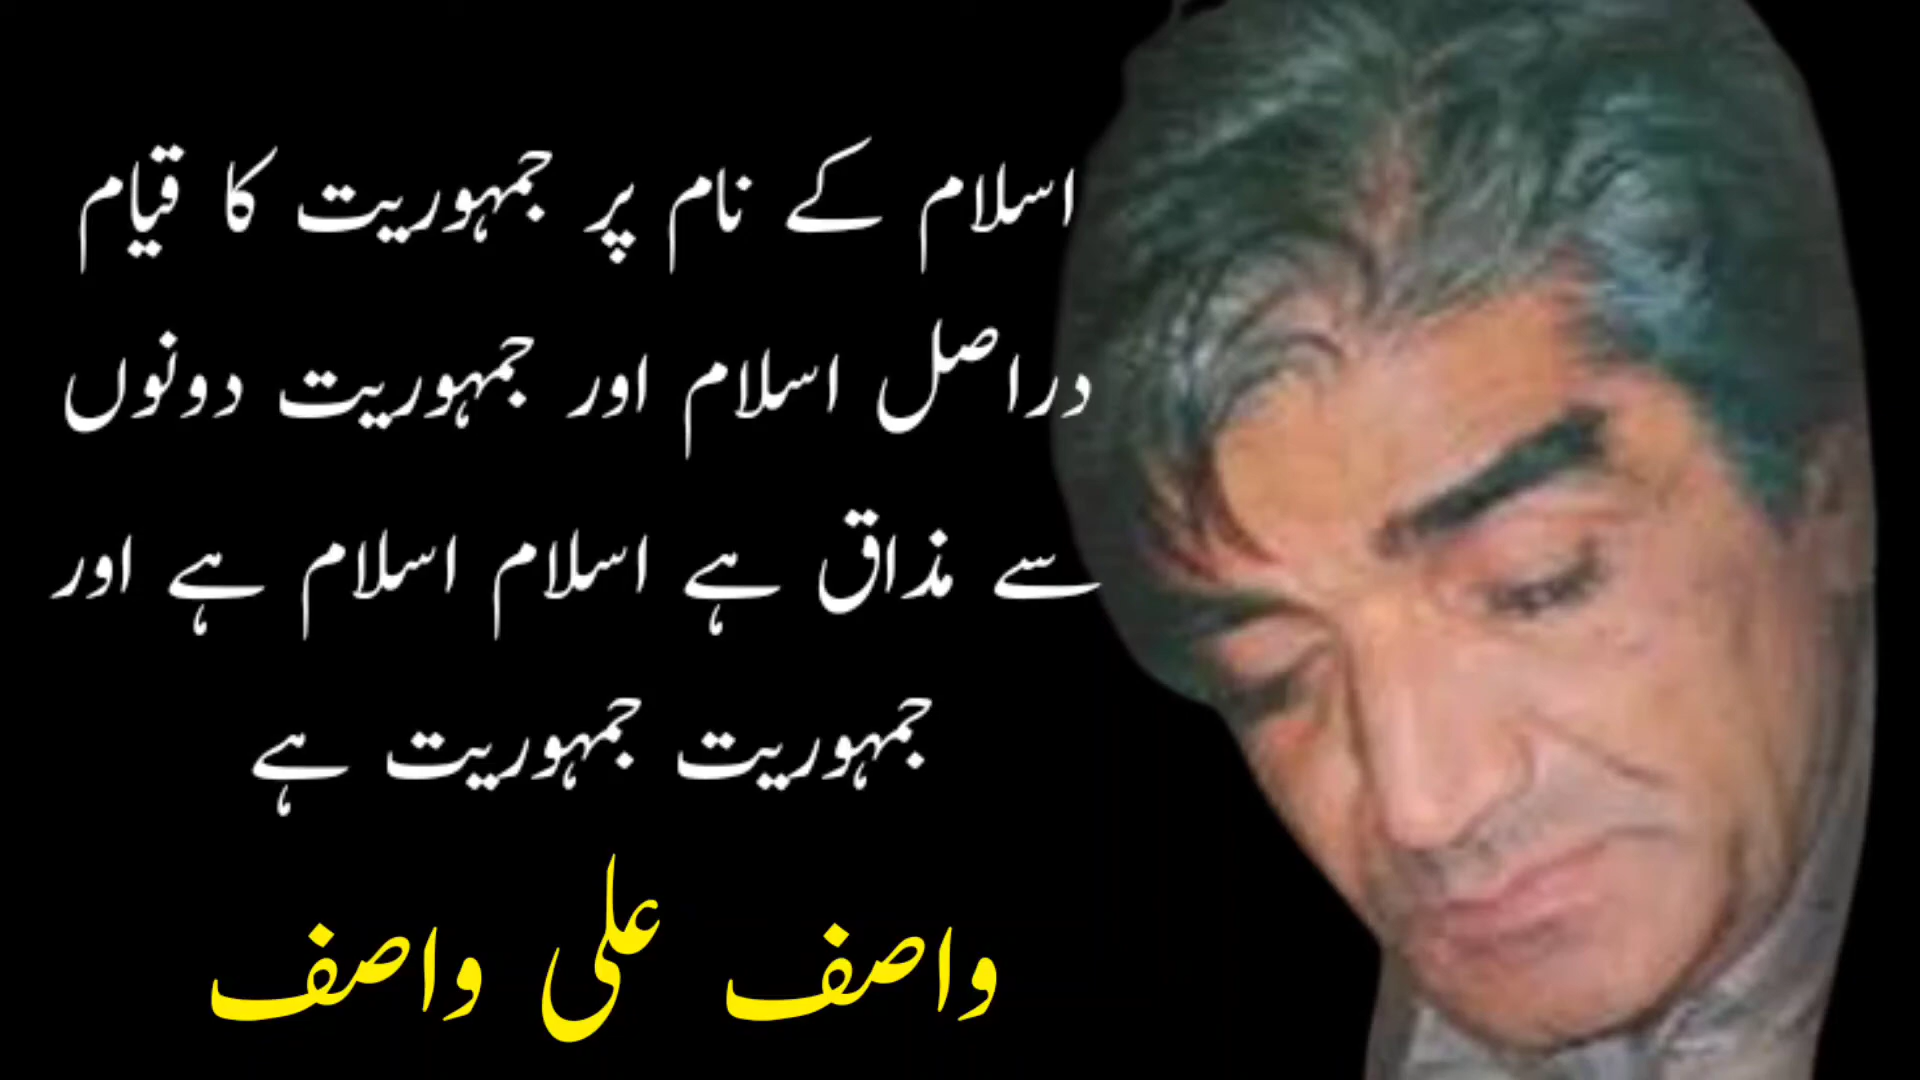 اسلام کے نام پر جمہوریت کا قیام
دراصل اسلام اور جمہوریت دونوں
سے مذاق ہے اسلام اسلام ہے اور
جمہوریت جمہوریت ہے
واصف علی واصف